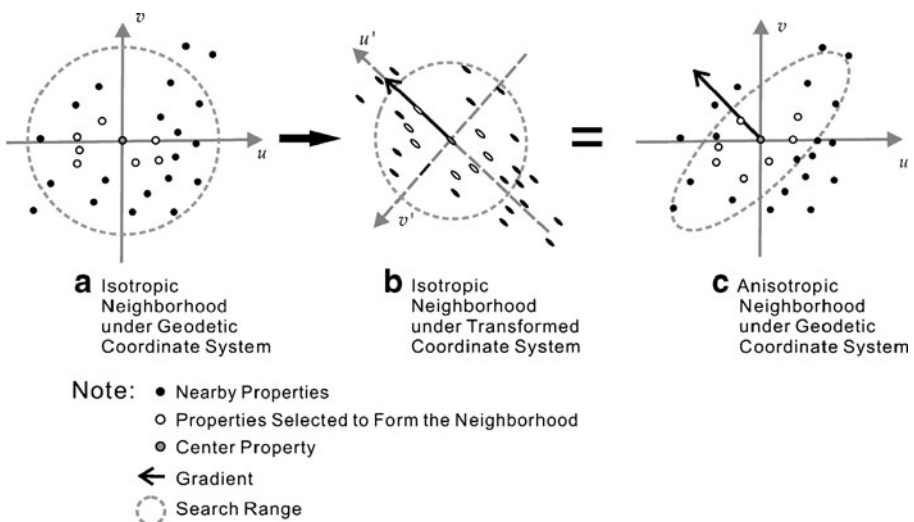 v
u
a Isotropic
Neighborhood
under Geodetic
Coordinate System
u'
v'
b Isotropic
Neighborhood
under Transformed
Coordinate System
=
v
u
c Anisotropic
Neighborhood
under Geodetic
Coordinate System
Note:
Nearby Properties
Properties Selected to Form the Neighborhood
Center Property
Gradient
Search Range